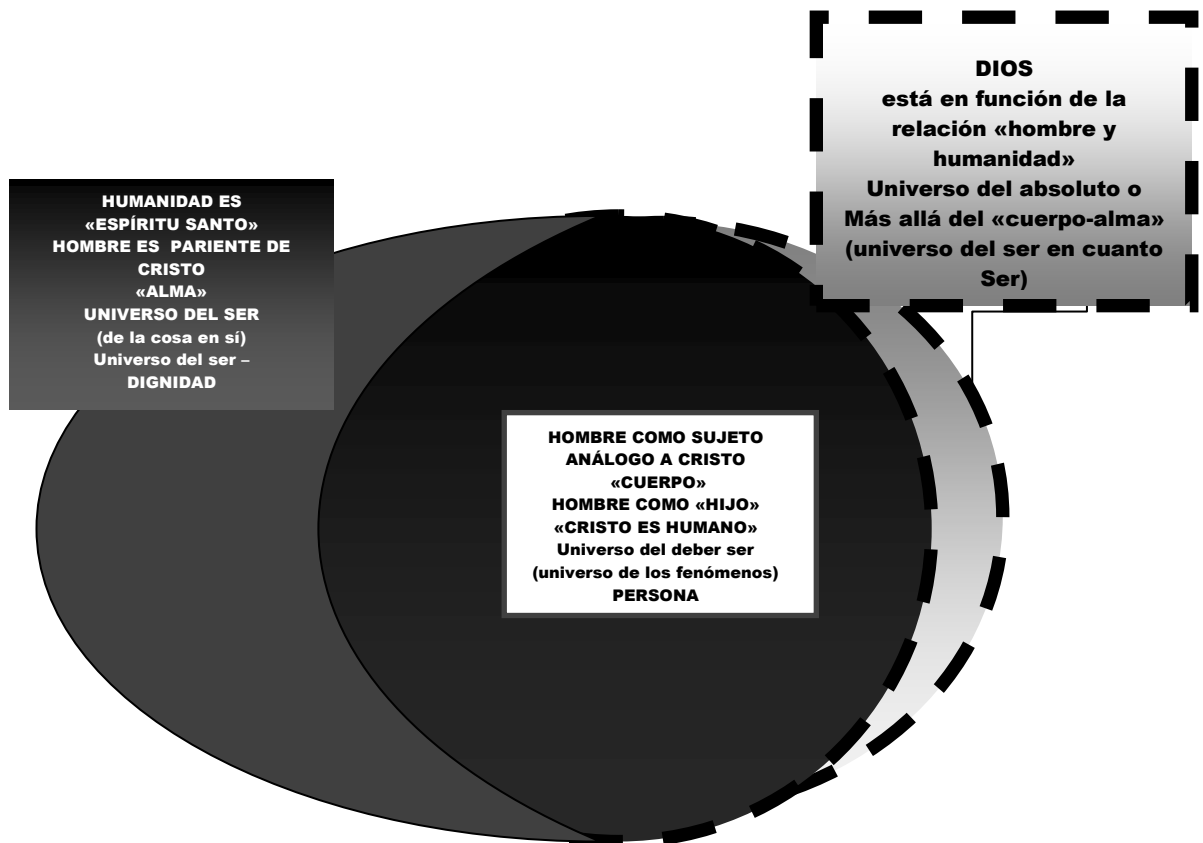 DIOS
está en función de la
relación «hombre y
humanidad»
Universo del absoluto o
Más allá del «cuerpo-alma»
(universo del ser en cuanto
Ser)
HUMANIDAD ES
«ESPÍRITU SANTO»
HOMBRE ES PARIENTE DE
CRISTO
«ALMA»
UNIVERSO DEL SER
(de la cosa en sí)
Universo del ser –
DIGNIDAD
HOMBRE COMO SUJETO
ANÁLOGO A CRISTO
«CUERPO»
HOMBRE COMO «HIJO»
«CRISTO ES HUMANO»
Universo del deber ser
(universo de los fenómenos)
PERSONA